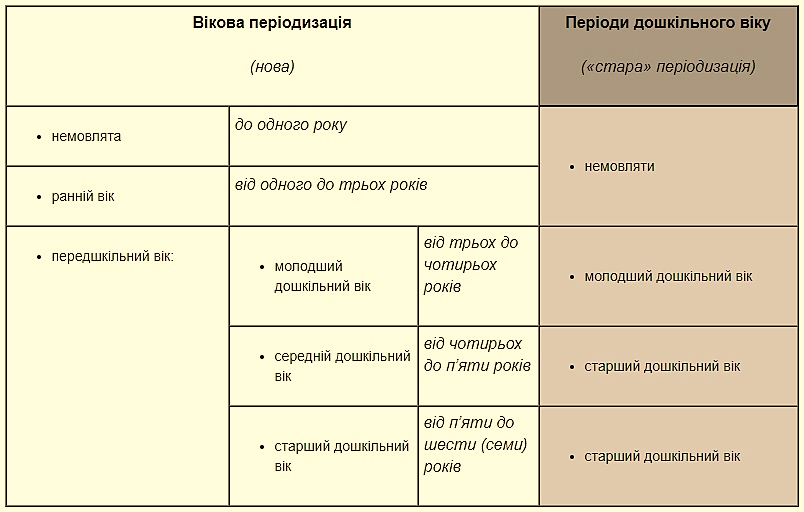 Вікова періодизація
(нова)
Періоди дошкільного віку
(«стара» періодизація)
• немовлята
до одного року
• немовляти
• ранній вік
від одного до трьох років
• передшкільний вік:
• молодший
дошкільний вік
від трьох до
чотирьох
років
• молодший дошкільний вік
• середній дошкільний
вік
від чотирьох
до п'яти років
• старший дошкільний вік
• старший дошкільний
вік
від п'яти до
шести (семи)
років
• старший дошкільний вік